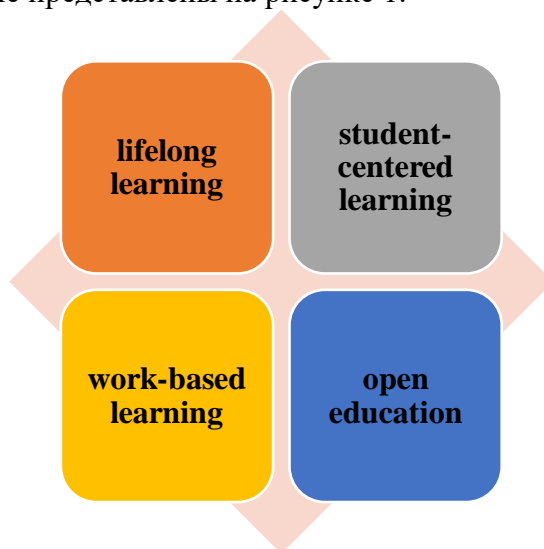 представлены на рисунке 1.
lifelong
learning
student-
centered
learning
work-based
learning
open
education